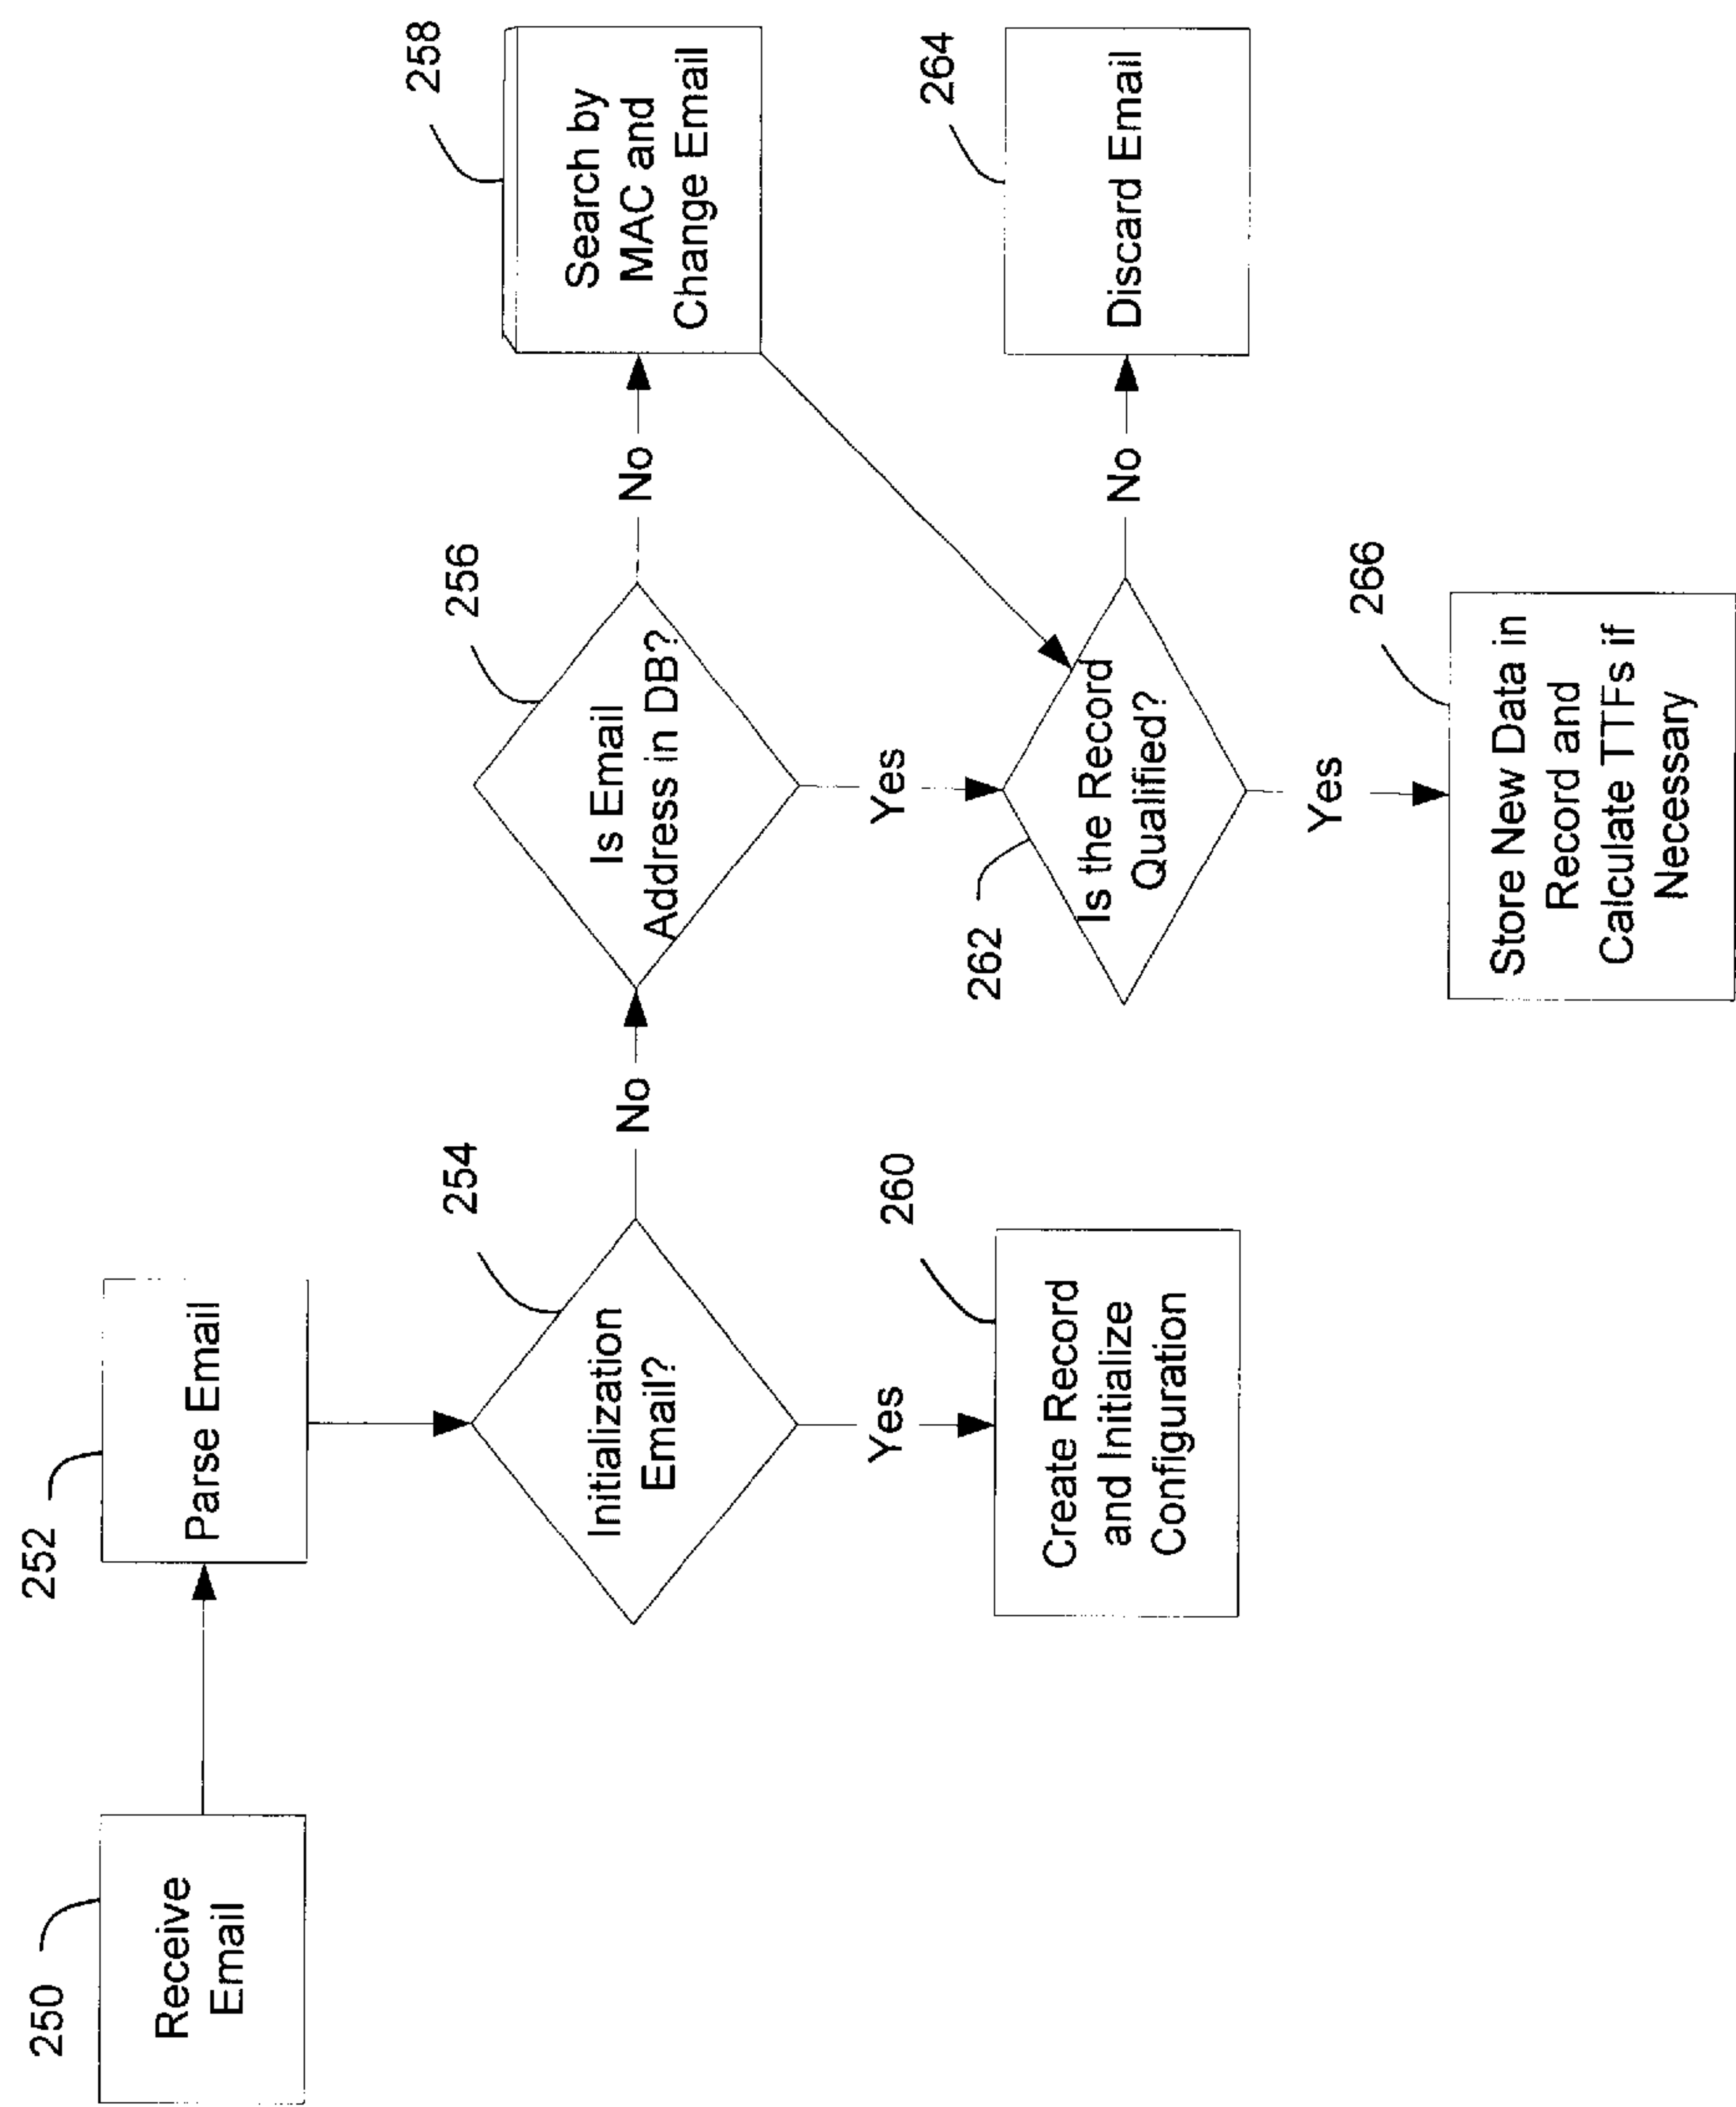 250
Receive
Email
252
Parse Email
254
Initialization
Email?
No
Yes
256
Is Email
Address in DB?
No
Yes
258
Search by
MAC and
Change Email
260
Create Record
and Initialize
Configuration
262
Is the Record
Qualified?
No
Yes
264
Discard Email
266
Store New Data in
Record and
Calculate TTFs if
Necessary